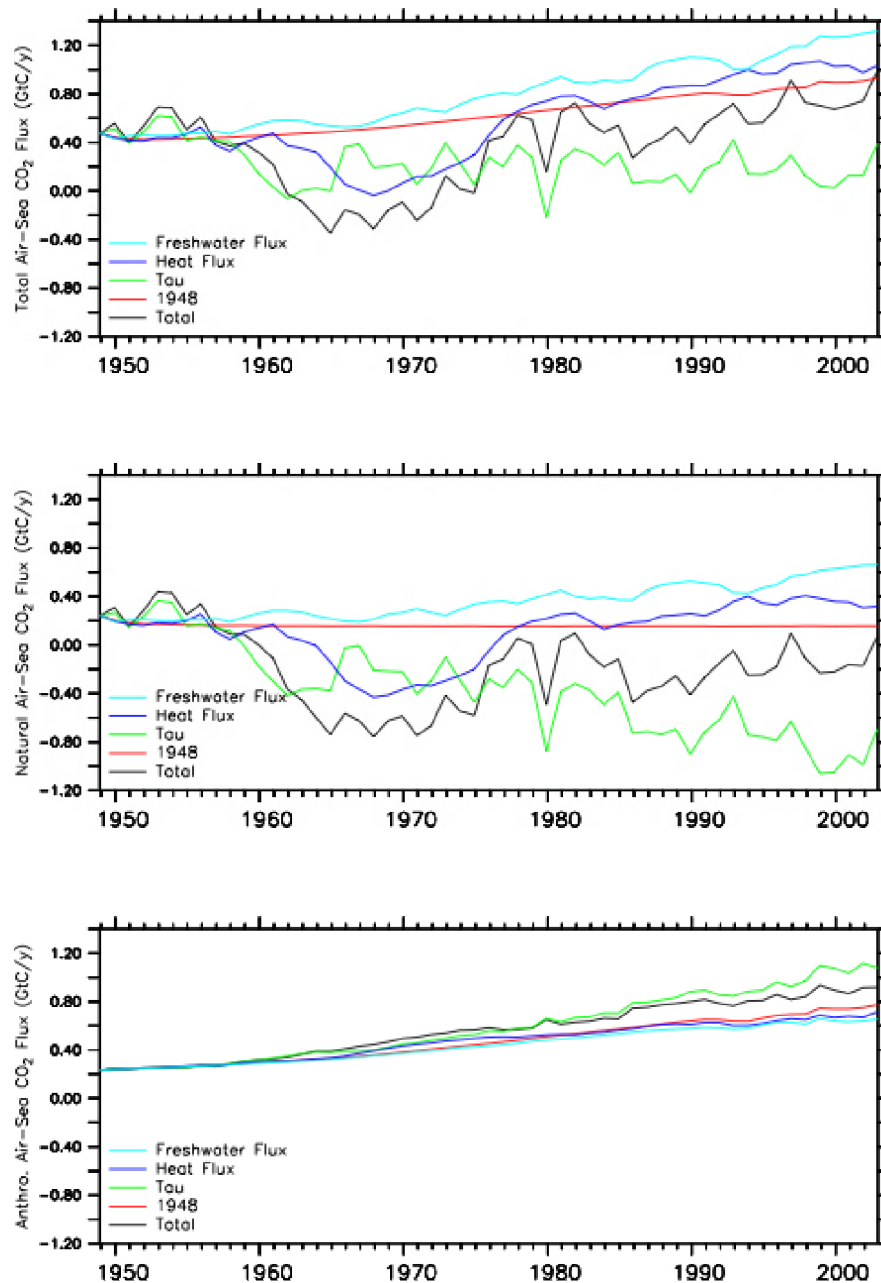 Total Air-Sea CO2 Flux (GtC/y)
1.20
0.80
0.40
0.00
-0.40
-0.80
-1.20
Freshwater Flux
Heat Flux
Tau
1948
Total
1950 1960 1970 1980 1990 2000
Natural Air-Sea CO2 Flux (GtC/y)
1.20
0.80
0.40
0.00
-0.40
-0.80
-1.20
Freshwater Flux
Heat Flux
Tau
1948
Total
1950 1960 1970 1980 1990 2000
Anthro. Air-Sea CO2 Flux (GtC/y)
1.20
0.80
0.40
0.00
-0.40
-0.80
-1.20
Freshwater Flux
Heat Flux
Tau
1948
Total
1950 1960 1970 1980 1990 2000